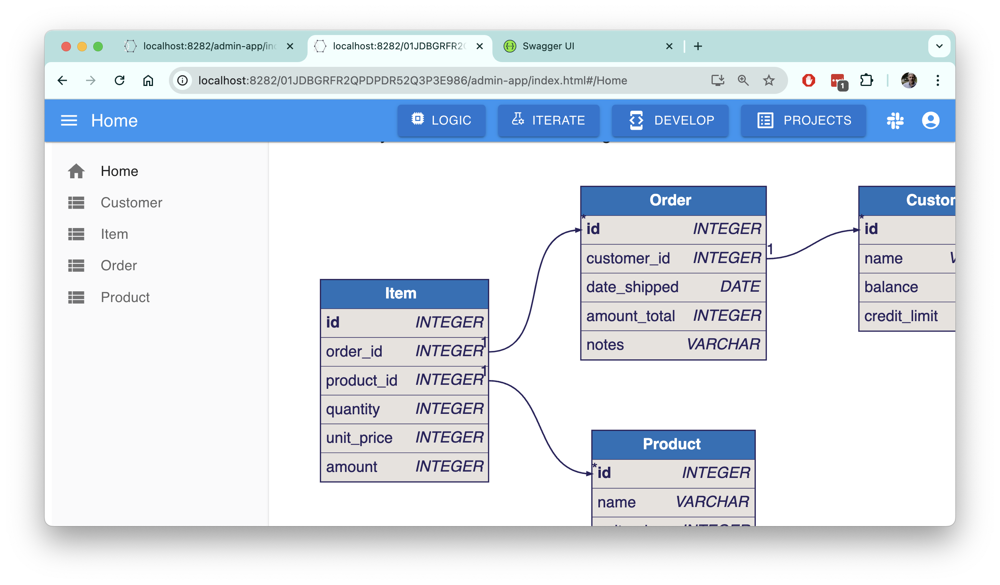 localhost:8282/admin-app/in
localhost:8282/01JDBGRFR2
Swagger UI
localhost:8282/01JDBGRFR2QPDPDR52Q3P3E986/admin-app/index.html#/Home
1
Home
LOGIC
ITERATE
DEVELOP
PROJECTS
Home
Customer
Item
Order
Product
Item
id INTEGER
1
order_id INTEGER
1
product_id INTEGER
quantity INTEGER
unit_price INTEGER
amount INTEGER
Order
*
id INTEGER
1
customer_id INTEGER
date_shipped DATE
amount_total INTEGER
notes VARCHAR
Custo
*
id
name V
balance
credit_limit
Product
*
id INTEGER
name VARCHAR
INTEGER